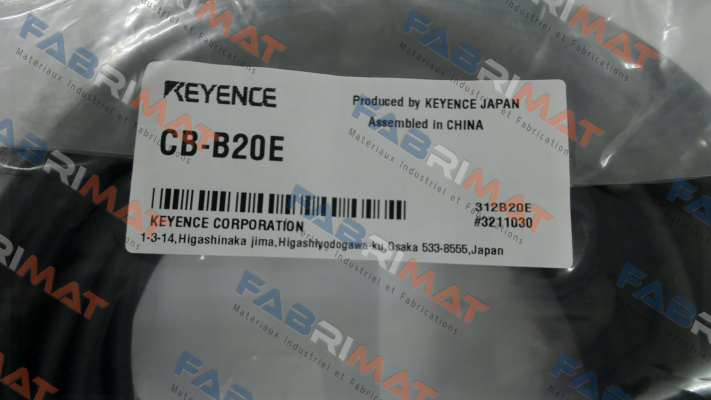 KEYENCE
Produced by KEYENCE JAPAN
Assembled in CHINA
CB-B20E
312B20E
#3211030
KEYENCE CORPORATION
1-3-14,Higashinaka jima,Higashiyodogawa-ku,Osaka 533-8555,Japan
FABRIMAT
Materiaux Industriel et Fabrications